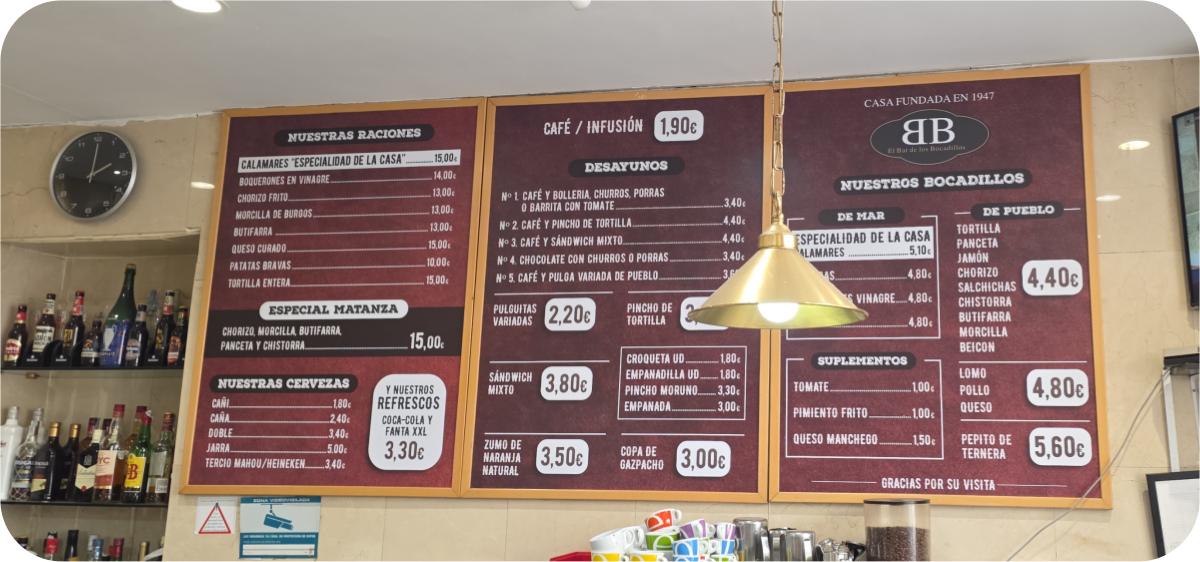 NUESTRAS RACIONES
CALAMARES "ESPECIALIDAD DE LA CASA" 15,00€
BOQUERONES EN VINAGRE 14,00€
CHORIZO FRITO 13,00€
MORCILLA DE BURGOS 13,00€
BUTIFARRA 13,00€
QUESO CURADO 15,00€
PATATAS BRAVAS 10,00€
TORTILLA ENTERA 15,00€
ESPECIAL MATANZA
CHORIZO, MORCILLA, BUTIFARRA,
PANCETA Y CHISTORRA 15,00€
NUESTRAS CERVEZAS
CAÑI 1,80€
CAÑA 2,40€
DOBLE 3,40€
JARRA 5,00€
TERCIO MAHOU/HEINEKEN 3,40€
Y NUESTROS
REFRESCOS
COCA-COLA Y
FANTA XXL
3,30€
CAFÉ / INFUSIÓN 1,90€
DESAYUNOS
Nº 1. CAFÉ Y BOLLERIA, CHURROS, PORRAS
O BARRITA CON TOMATE 3,40€
Nº 2. CAFÉ Y PINCHO DE TORTILLA 4,40€
Nº 3. CAFÉ Y SÁNDWICH MIXTO 4,40€
Nº 4. CHOCOLATE CON CHURROS O PORRAS 3,40€
Nº 5. CAFÉ Y PULGA VARIADA DE PUEBLO
PULGUITAS
VARIADAS
2,20€
PINCHO DE
TORTILLA
SÁNDWICH
MIXTO
3,80€
CROQUETA UD 1,80€
EMPANADILLA UD 1,80€
PINCHO MORUNO 3,30€
EMPANADA 3,00€
ZUMO DE
NARANJA
NATURAL
3,50€
COPA DE
GAZPACHO
3,00€
CASA FUNDADA EN 1947
BB
El Bar de los Bocadillos
NUESTROS BOCADILLOS
DE MAR
ESPECIALIDAD DE LA CASA
CALAMARES 5,10€
4,80€
VINAGRE 4,80€
4,80€
SUPLEMENTOS
TOMATE 1,00€
PIMIENTO FRITO 1,00€
QUESO MANCHEGO 1,50€
DE PUEBLO
TORTILLA
PANCETA
JAMÓN
CHORIZO
SALCHICHAS
CHISTORRA
BUTIFARRA
MORCILLA
BEICON
4,40€
LOMO
POLLO
QUESO
4,80€
PEPITO DE
TERNERA
5,60€
GRACIAS POR SU VISITA
ZONA VIDEOVIGILADA